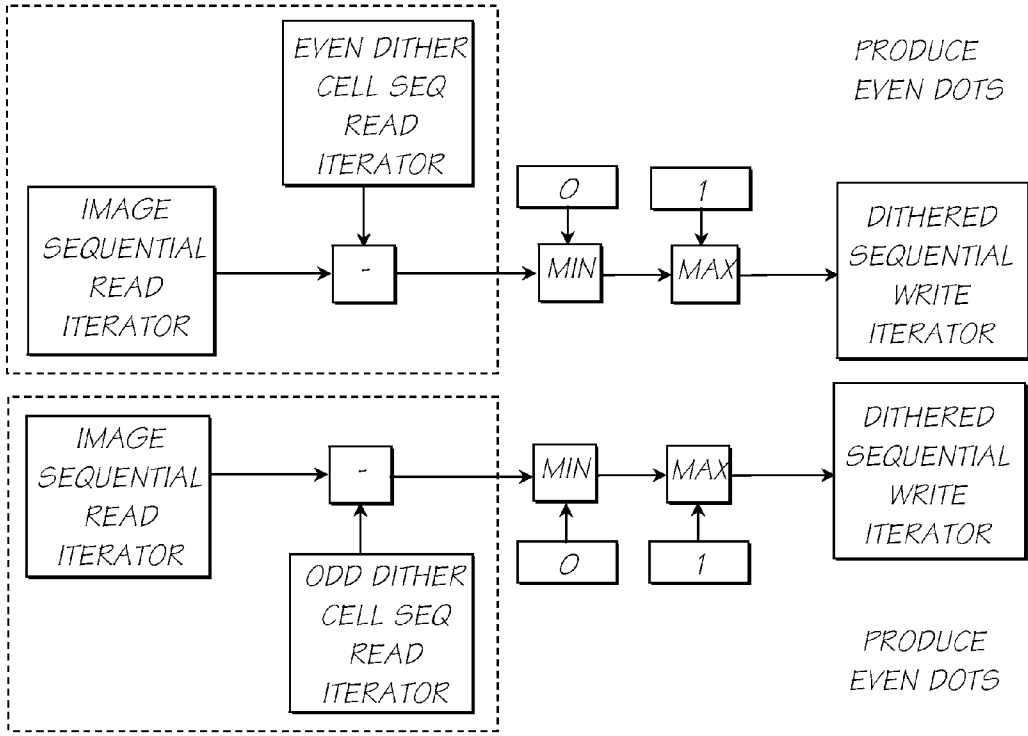 EVEN DITHER
CELL SEQ
READ
ITERATOR
PRODUCE
EVEN DOTS
IMAGE
SEQUENTIAL
READ
ITERATOR
-
0
MIN
1
MAX
DITHERED
SEQUENTIAL
WRITE
ITERATOR
IMAGE
SEQUENTIAL
READ
ITERATOR
-
ODD DITHER
CELL SEQ
READ
ITERATOR
MIN
0
MAX
1
DITHERED
SEQUENTIAL
WRITE
ITERATOR
PRODUCE
EVEN DOTS